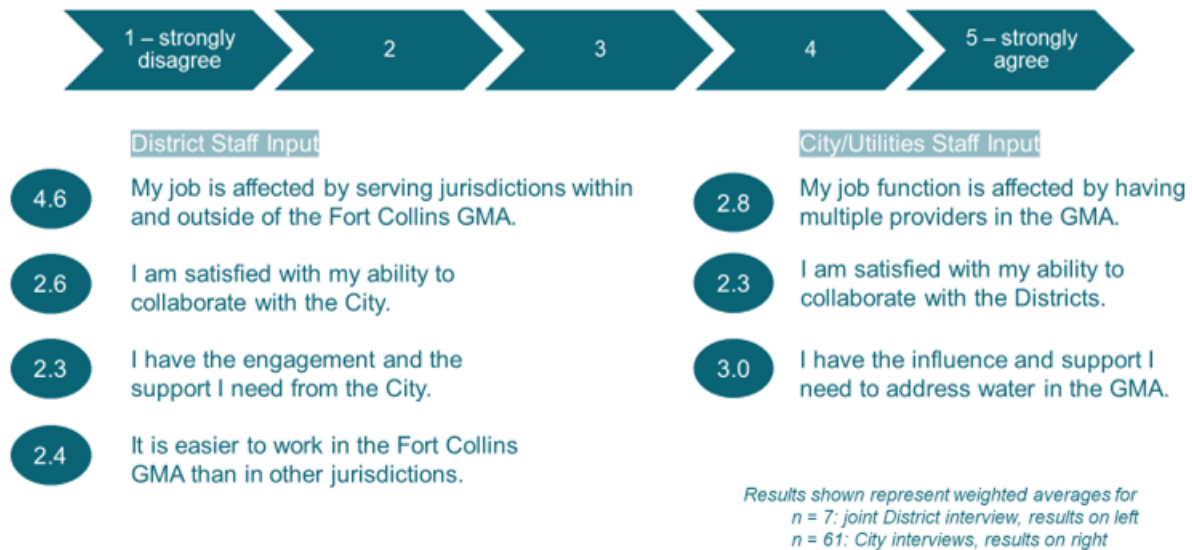 1 – strongly
disagree
2
3
4
5 – strongly
agree
District Staff Input
4.6
My job is affected by serving jurisdictions within
and outside of the Fort Collins GMA.
2.6
I am satisfied with my ability to
collaborate with the City.
2.3
I have the engagement and the
support I need from the City.
2.4
It is easier to work in the Fort Collins
GMA than in other jurisdictions.
City/Utilities Staff Input
2.8
My job function is affected by having
multiple providers in the GMA.
2.3
I am satisfied with my ability to
collaborate with the Districts.
3.0
I have the influence and support I
need to address water in the GMA.
Results shown represent weighted averages for
n = 7: joint District interview, results on left
n = 61: City interviews, results on right